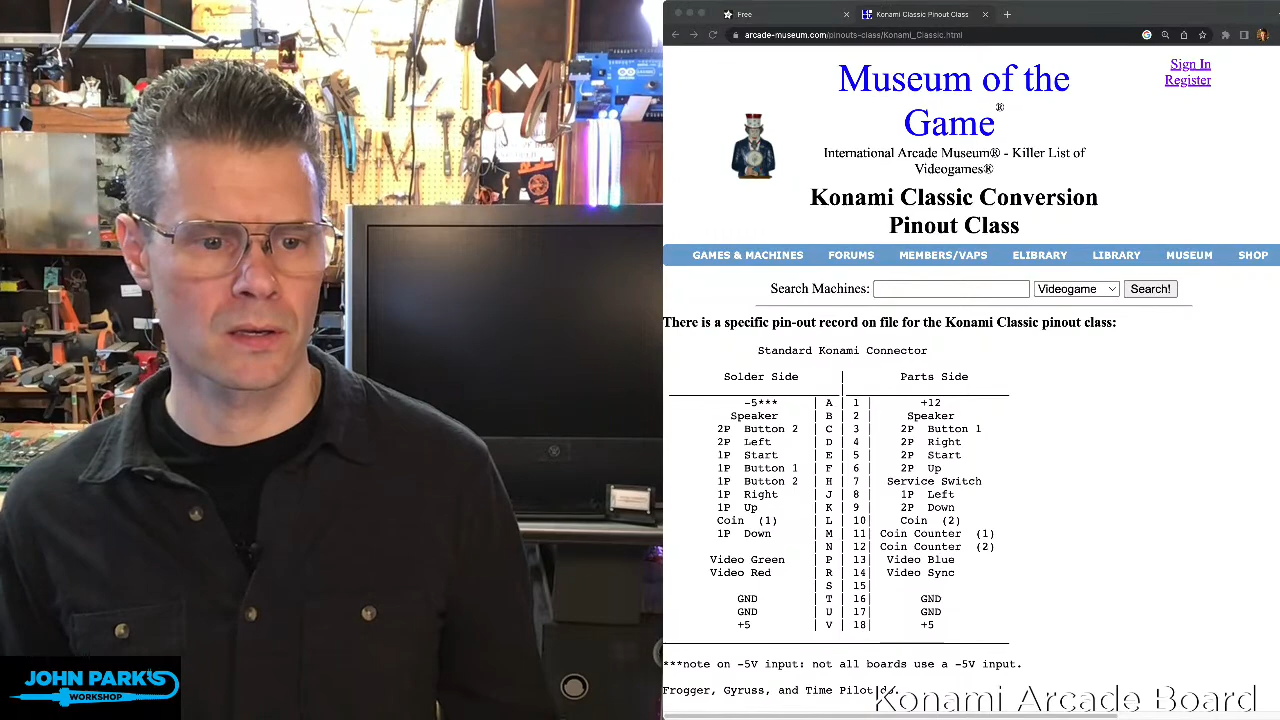 Free
Konami Classic Pinout Class
arcade-museum.com/pinouts-class/Konami_Classic.html
Sign In
Register
Museum of the
Game®
International Arcade Museum® - Killer List of
Videogames®
Konami Classic Conversion
Pinout Class
GAMES & MACHINES FORUMS MEMBERS/VAPS ELIBRARY LIBRARY MUSEUM SHOP
Search Machines: Videogame Search!
There is a specific pin-out record on file for the Konami Classic pinout class:
Standard Konami Connector
Solder Side | Parts Side
-5*** | A | 1 | +12
Speaker | B | 2 | Speaker
2P Button 2 | C | 3 | 2P Button 1
2P Left | D | 4 | 2P Right
1P Start | E | 5 | 2P Start
1P Button 1 | F | 6 | 2P Up
1P Button 2 | H | 7 | Service Switch
1P Right | J | 8 | 1P Left
1P Up | K | 9 | 2P Down
Coin (1) | L | 10 | Coin (2)
1P Down | M | 11 | Coin Counter (1)
| N | 12 | Coin Counter (2)
Video Green | P | 13 | Video Blue
Video Red | R | 14 | Video Sync
| S | 15 |
GND | T | 16 | GND
GND | U | 17 | GND
+5 | V | 18 | +5
***note on -5V input: not all boards use a -5V input.
Frogger, Gyruss, Time Pilot do
Konami Arcade Board
JOHN PARK'S
WORKSHOP